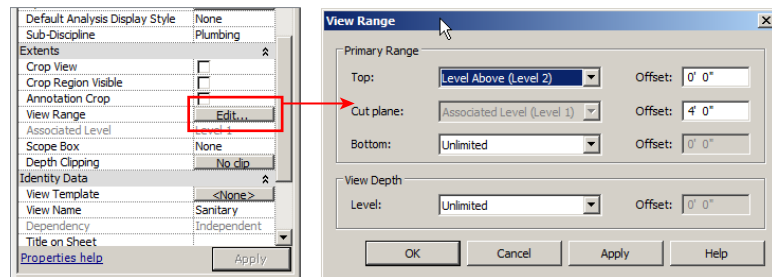 Default Analysis Display Style None
Sub-Discipline Plumbing
Extents
Crop View
Crop Region Visible
Annotation Crop
View Range Edit...
Associated Level Level 1
Scope Box None
Depth Clipping No clip
Identity Data
View Template <None>
View Name Sanitary
Dependency Independent
Title on Sheet
Properties help Apply
View Range
Primary Range
Top: Level Above (Level 2) Offset: 0' 0"
Cut plane: Associated Level (Level 1) Offset: 4' 0"
Bottom: Unlimited Offset: 0' 0"
View Depth
Level: Unlimited Offset: 0' 0"
OK Cancel Apply Help